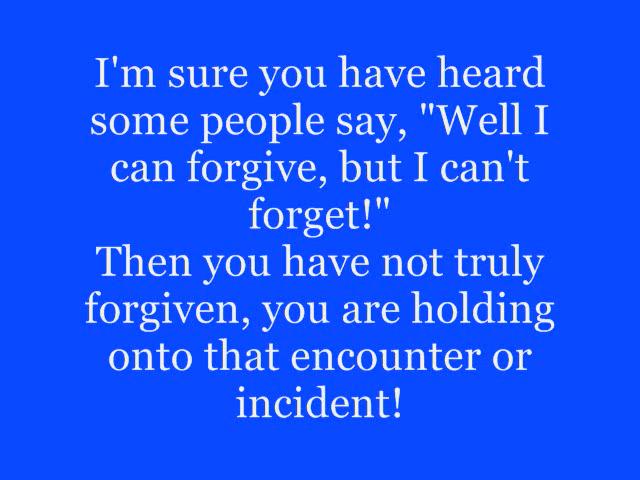 I'm sure you have heard
some people say, "Well I
can forgive, but I can't
forget!"
Then you have not truly
forgiven, you are holding
onto that encounter or
incident!